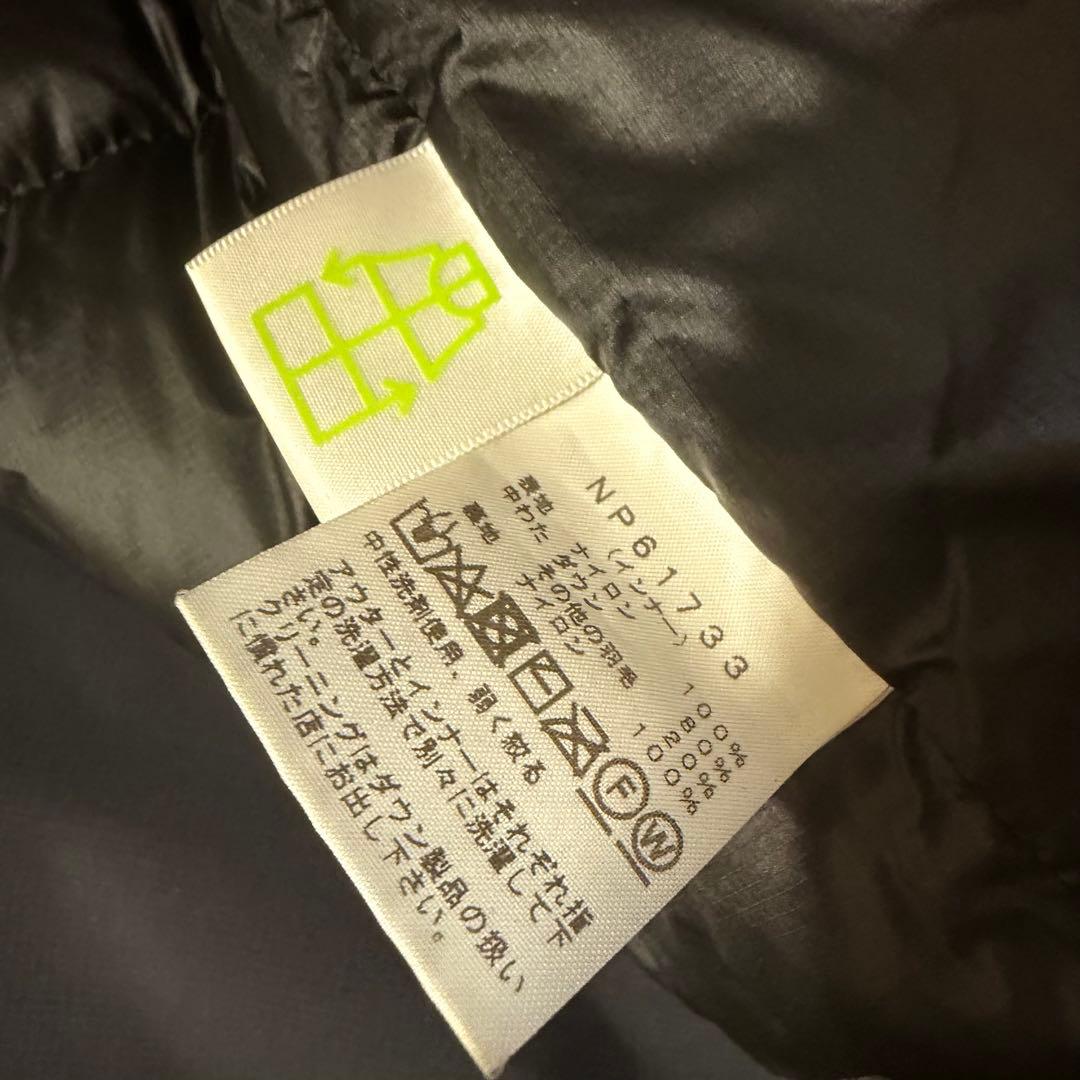 NP61733
(インナー)
表地 ナイロン 100%
中わた ダウン 80%
その他の羽毛 20%
裏地 ナイロン 100%
F
W
中性洗剤使用、弱く絞る
アウターとインナーはそれぞれ指
定の洗濯方法で別々に洗濯して下
さい。
クリーニングはダウン製品の扱い
に慣れた店にお出し下さい。